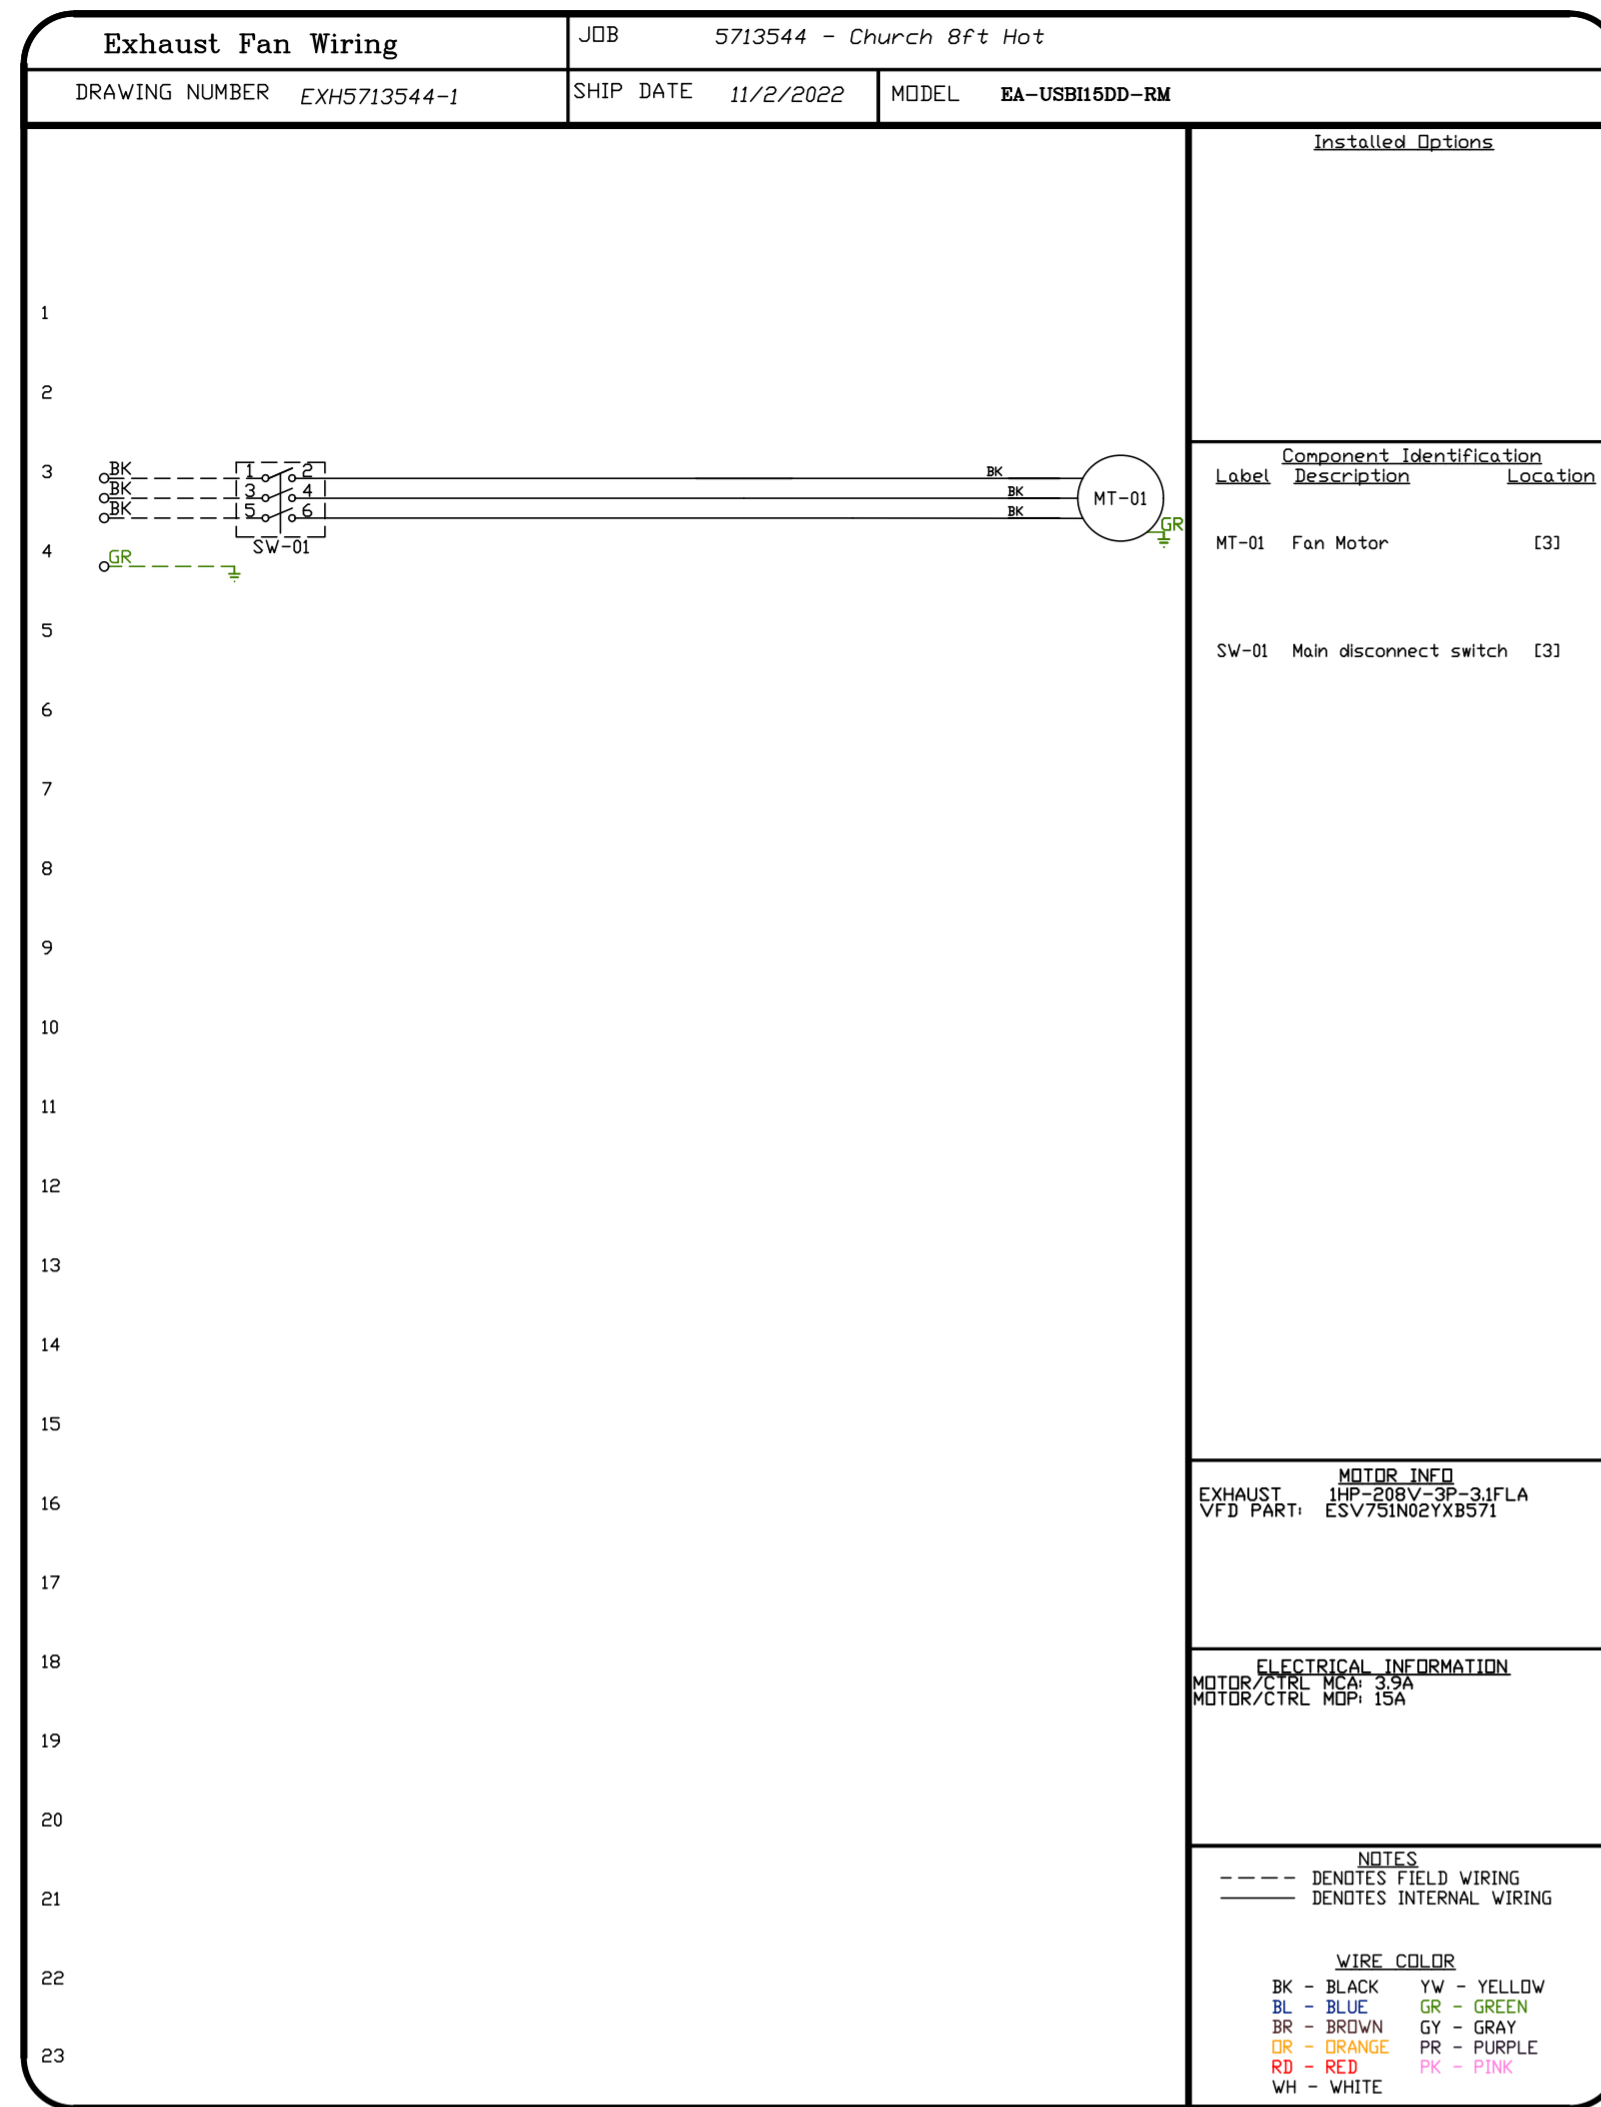 Exhaust Fan Wiring
JOB 5713544 - Church 8ft Hot
DRAWING NUMBER EXH5713544-1
SHIP DATE 11/2/2022
MODEL EA-USBI15DD-RM
Installed Options
1
2
3
BK
BK
BK
1 2
3 4
5 6
SW-01
BK
BK
BK
MT-01
GR
4
GR
5
6
7
8
9
10
11
12
13
14
15
16
17
18
19
20
21
22
23
Component Identification
Label Description Location
MT-01 Fan Motor [3]
SW-01 Main disconnect switch [3]
MOTOR INFO
EXHAUST 1HP-208V-3P-3.1FLA
VFD PART: ESV751N02YXB571
ELECTRICAL INFORMATION
MOTOR/CTRL MCA: 3.9A
MOTOR/CTRL MOP: 15A
NOTES
DENOTES FIELD WIRING
DENOTES INTERNAL WIRING
WIRE COLOR
BK - BLACK YW - YELLOW
BL - BLUE GR - GREEN
BR - BROWN GY - GRAY
OR - ORANGE PR - PURPLE
RD - RED PK - PINK
WH - WHITE